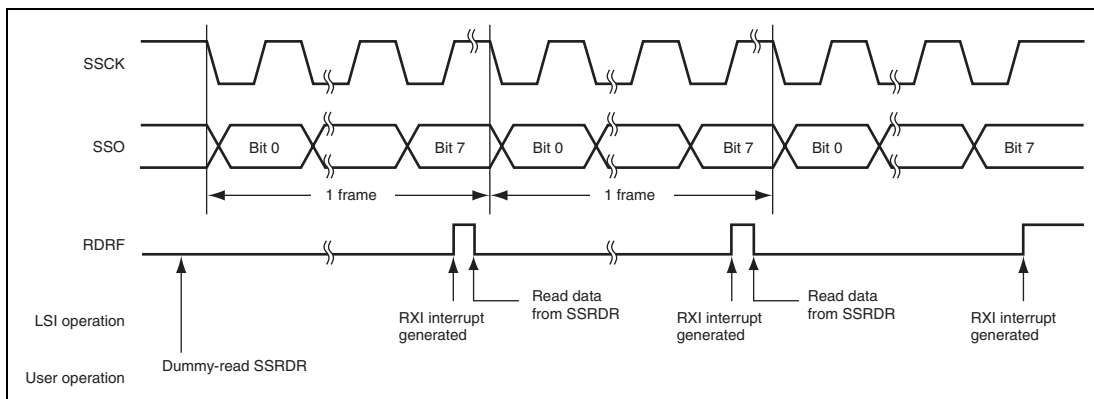 SSCK
SSO
Bit 0
Bit 7
Bit 0
Bit 7
Bit 0
Bit 7
1 frame
1 frame
RDRF
LSI operation
RXI interrupt
generated
Read data
from SSRDR
RXI interrupt
generated
Read data
from SSRDR
RXI interrupt
generated
Dummy-read SSRDR
User operation